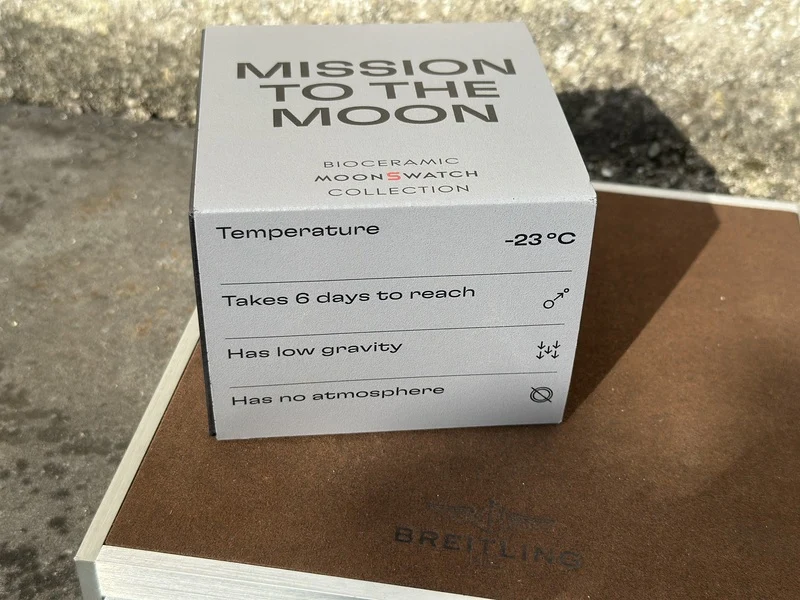 MISSION
TO THE
MOON
BIOCERAMIC
MOONSWATCH
COLLECTION
Temperature -23 °C
Takes 6 days to reach
Has low gravity
Has no atmosphere
BREITLING